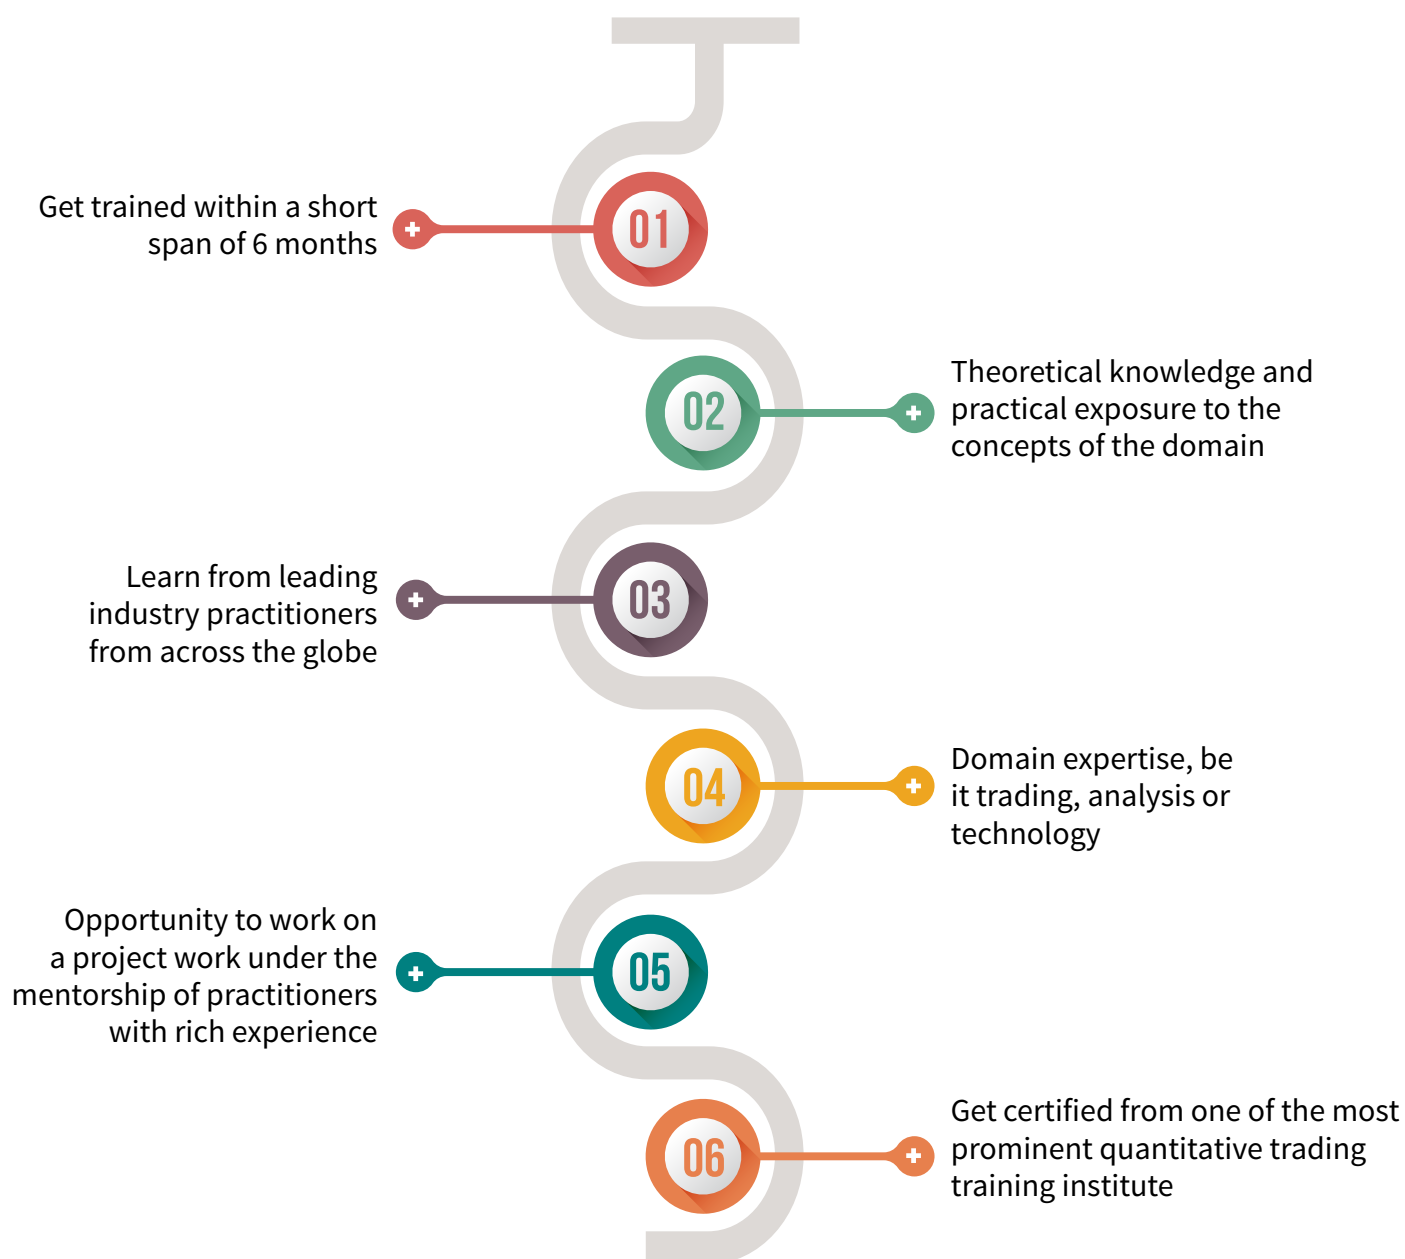 Get trained within a short
span of 6 months
01
02
Theoretical knowledge and
practical exposure to the
concepts of the domain
Learn from leading
industry practitioners
from across the globe
03
04
Domain expertise, be
it trading, analysis or
technology
Opportunity to work on
a project work under the
mentorship of practitioners
with rich experience
05
06
Get certified from one of the most
prominent quantitative trading
training institute